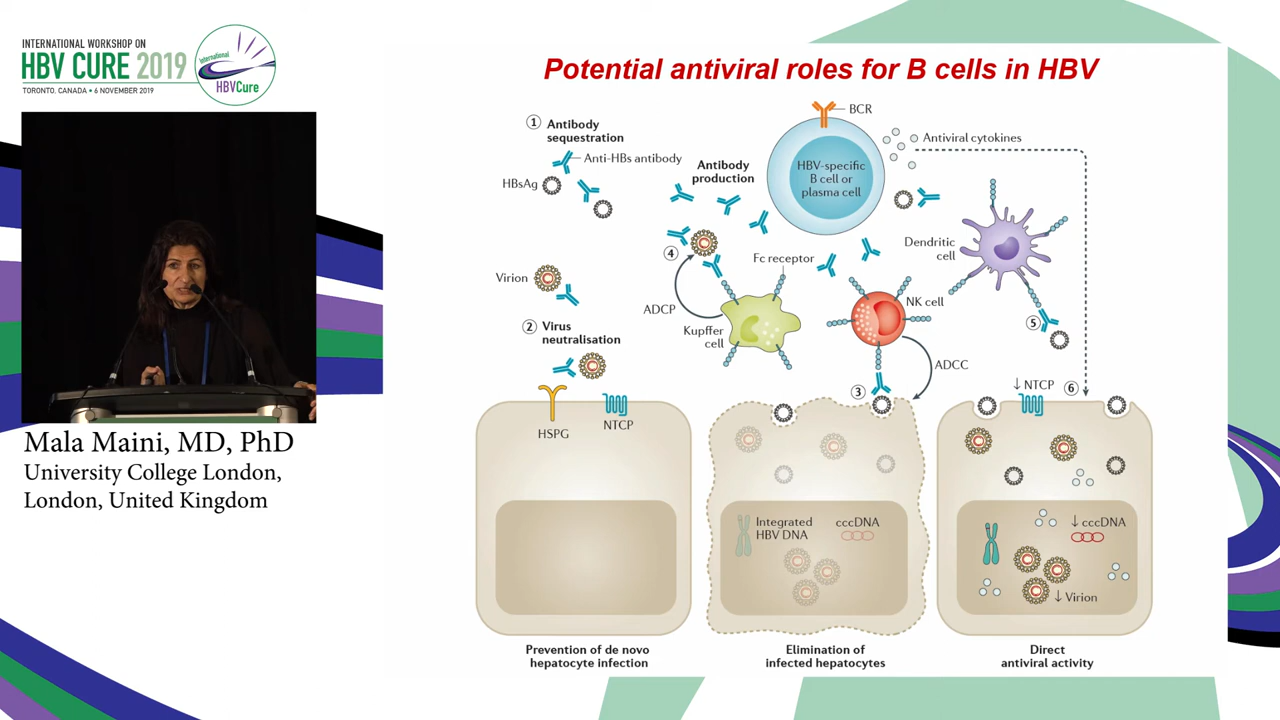 INTERNATIONAL WORKSHOP ON
HBV CURE 2019
TORONTO, CANADA • 6 NOVEMBER 2019
International
HBVCure
Mala Maini, MD, PhD
University College London,
London, United Kingdom
Potential antiviral roles for B cells in HBV
1 Antibody
sequestration
Anti-HBs antibody
HBsAg
Antibody
production
BCR
HBV-specific
B cell or
plasma cell
Antiviral cytokines
Dendritic
cell
4
Fc receptor
Virion
ADCP
Kupffer
cell
NK cell
5
2 Virus
neutralisation
ADCC
3
↓ NTCP
6
HSPG
NTCP
Integrated
HBV DNA
cccDNA
↓ cccDNA
↓ Virion
Prevention of de novo
hepatocyte infection
Elimination of
infected hepatocytes
Direct
antiviral activity